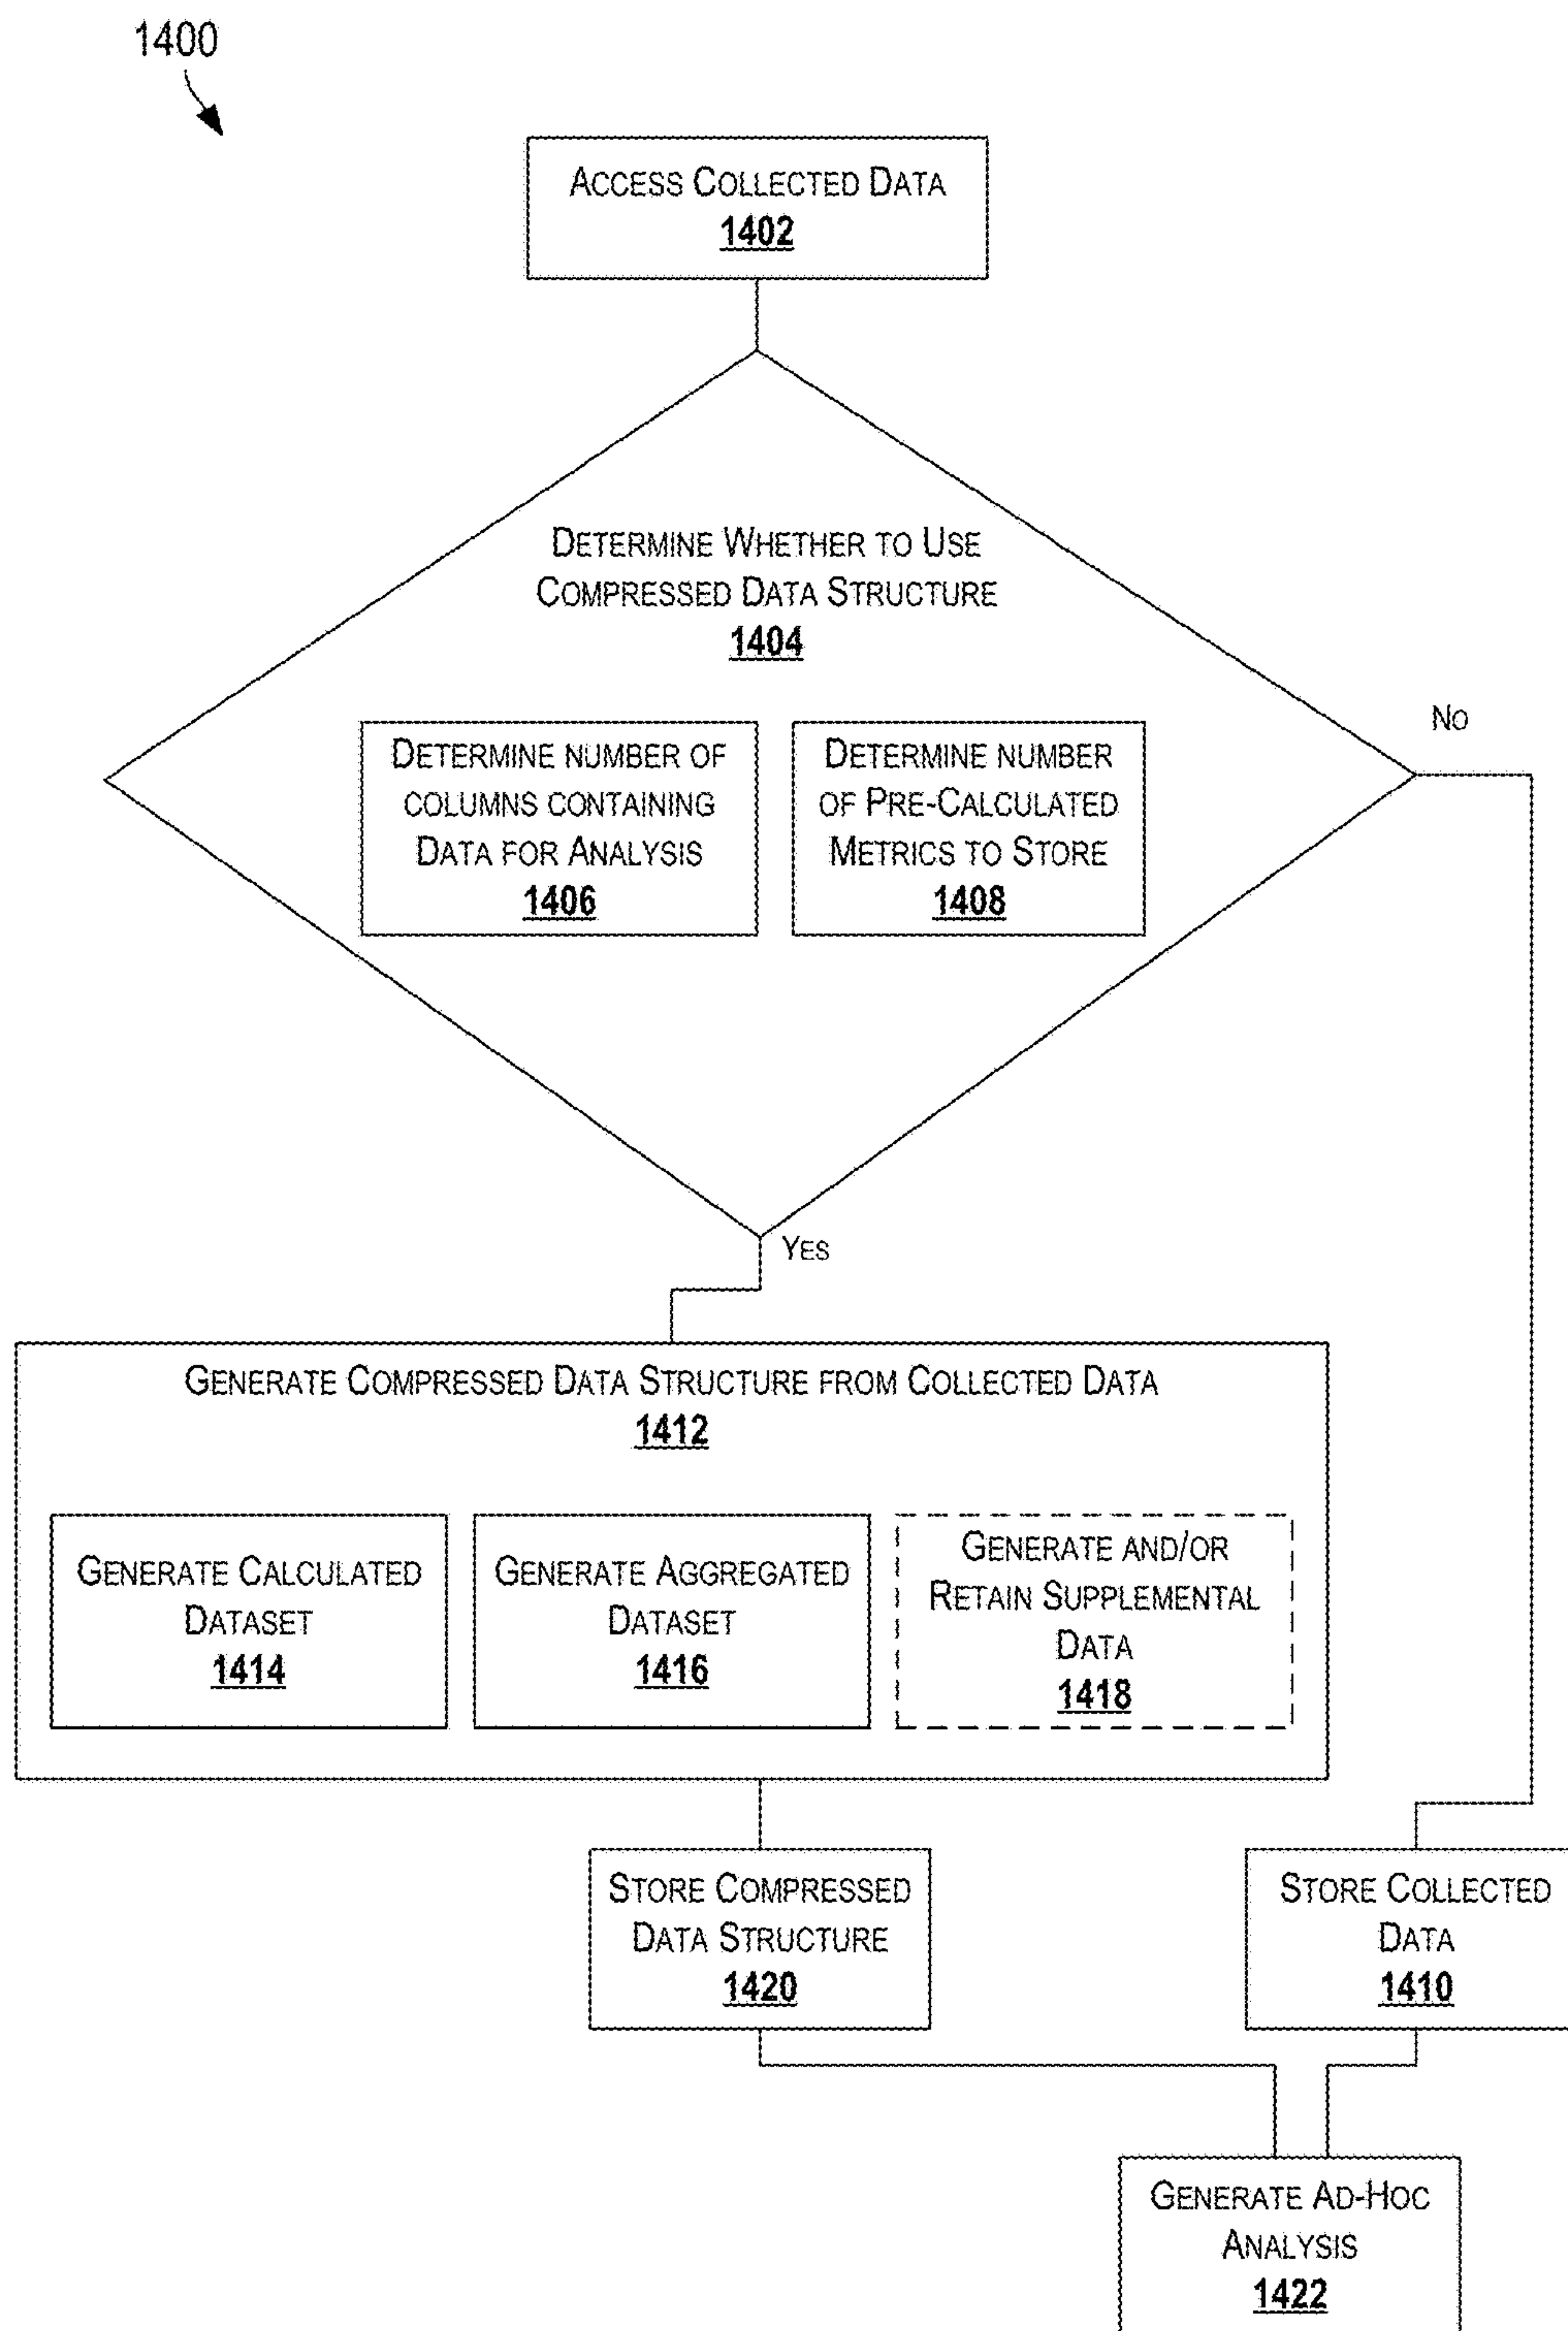 1400
ACCESS COLLECTED DATA
1402
DETERMINE WHETHER TO USE
COMPRESSED DATA STRUCTURE
1404
NO
DETERMINE NUMBER OF
COLUMNS CONTAINING
DATA FOR ANALYSIS
1406
DETERMINE NUMBER
OF PRE-CALCULATED
METRICS TO STORE
1408
YES
GENERATE COMPRESSED DATA STRUCTURE FROM COLLECTED DATA
1412
GENERATE CALCULATED
DATASET
1414
GENERATE AGGREGATED
DATASET
1416
GENERATE AND/OR
RETAIN SUPPLEMENTAL
DATA
1418
STORE COMPRESSED
DATA STRUCTURE
1420
STORE COLLECTED
DATA
1410
GENERATE AD-HOC
ANALYSIS
1422